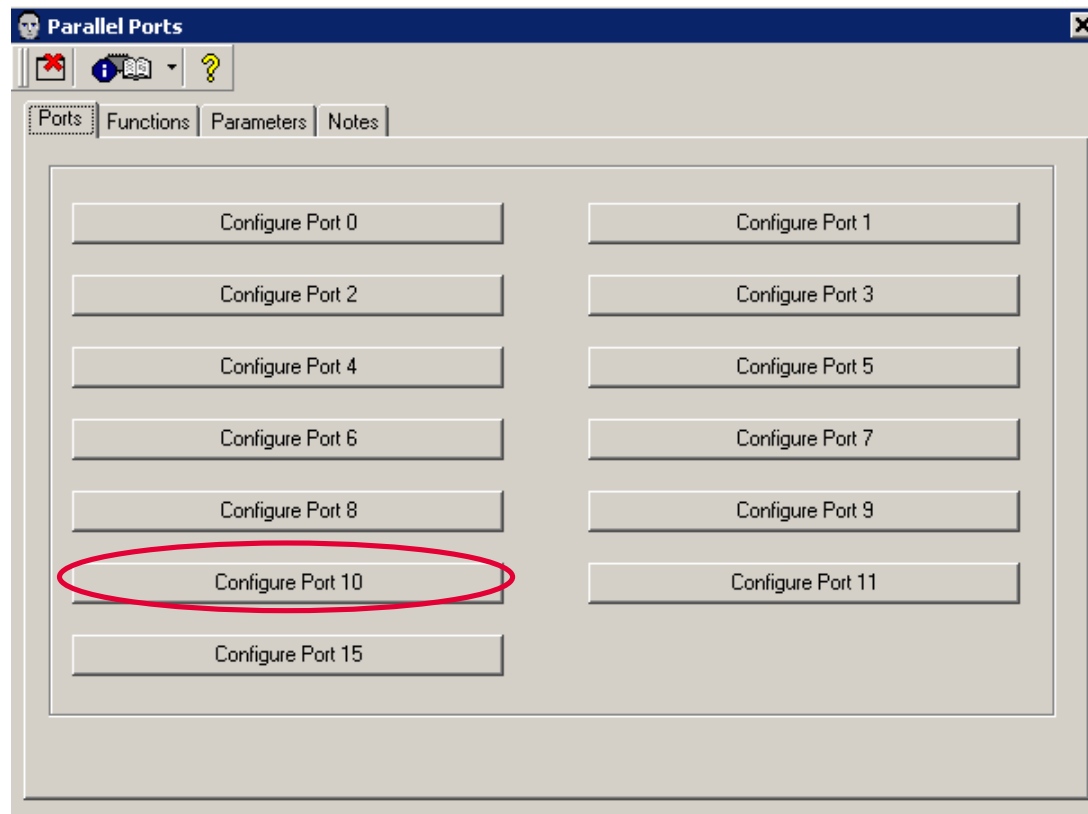 Parallel Ports
Ports Functions Parameters Notes
Configure Port 0 Configure Port 1
Configure Port 2 Configure Port 3
Configure Port 4 Configure Port 5
Configure Port 6 Configure Port 7
Configure Port 8 Configure Port 9
Configure Port 10 Configure Port 11
Configure Port 15